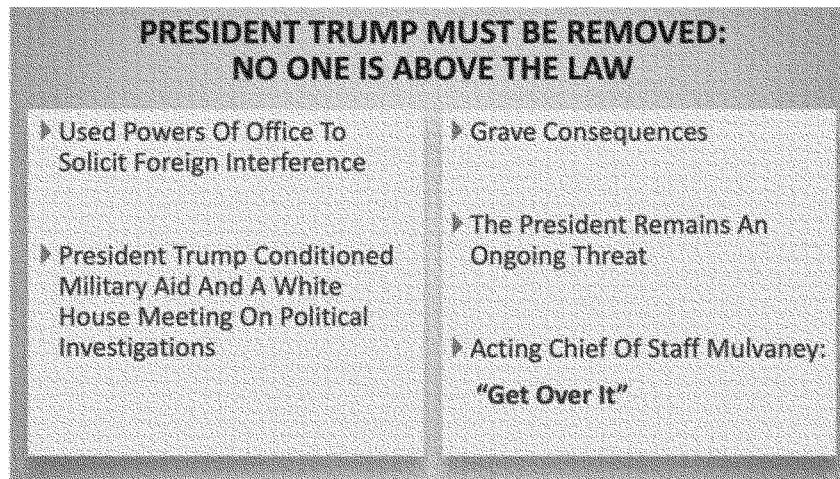 PRESIDENT TRUMP MUST BE REMOVED:
NO ONE IS ABOVE THE LAW
Used Powers Of Office To
Solicit Foreign Interference
President Trump Conditioned
Military Aid And A White
House Meeting On Political
Investigations
Grave Consequences
The President Remains An
Ongoing Threat
Acting Chief Of Staff Mulvaney:
“Get Over It”